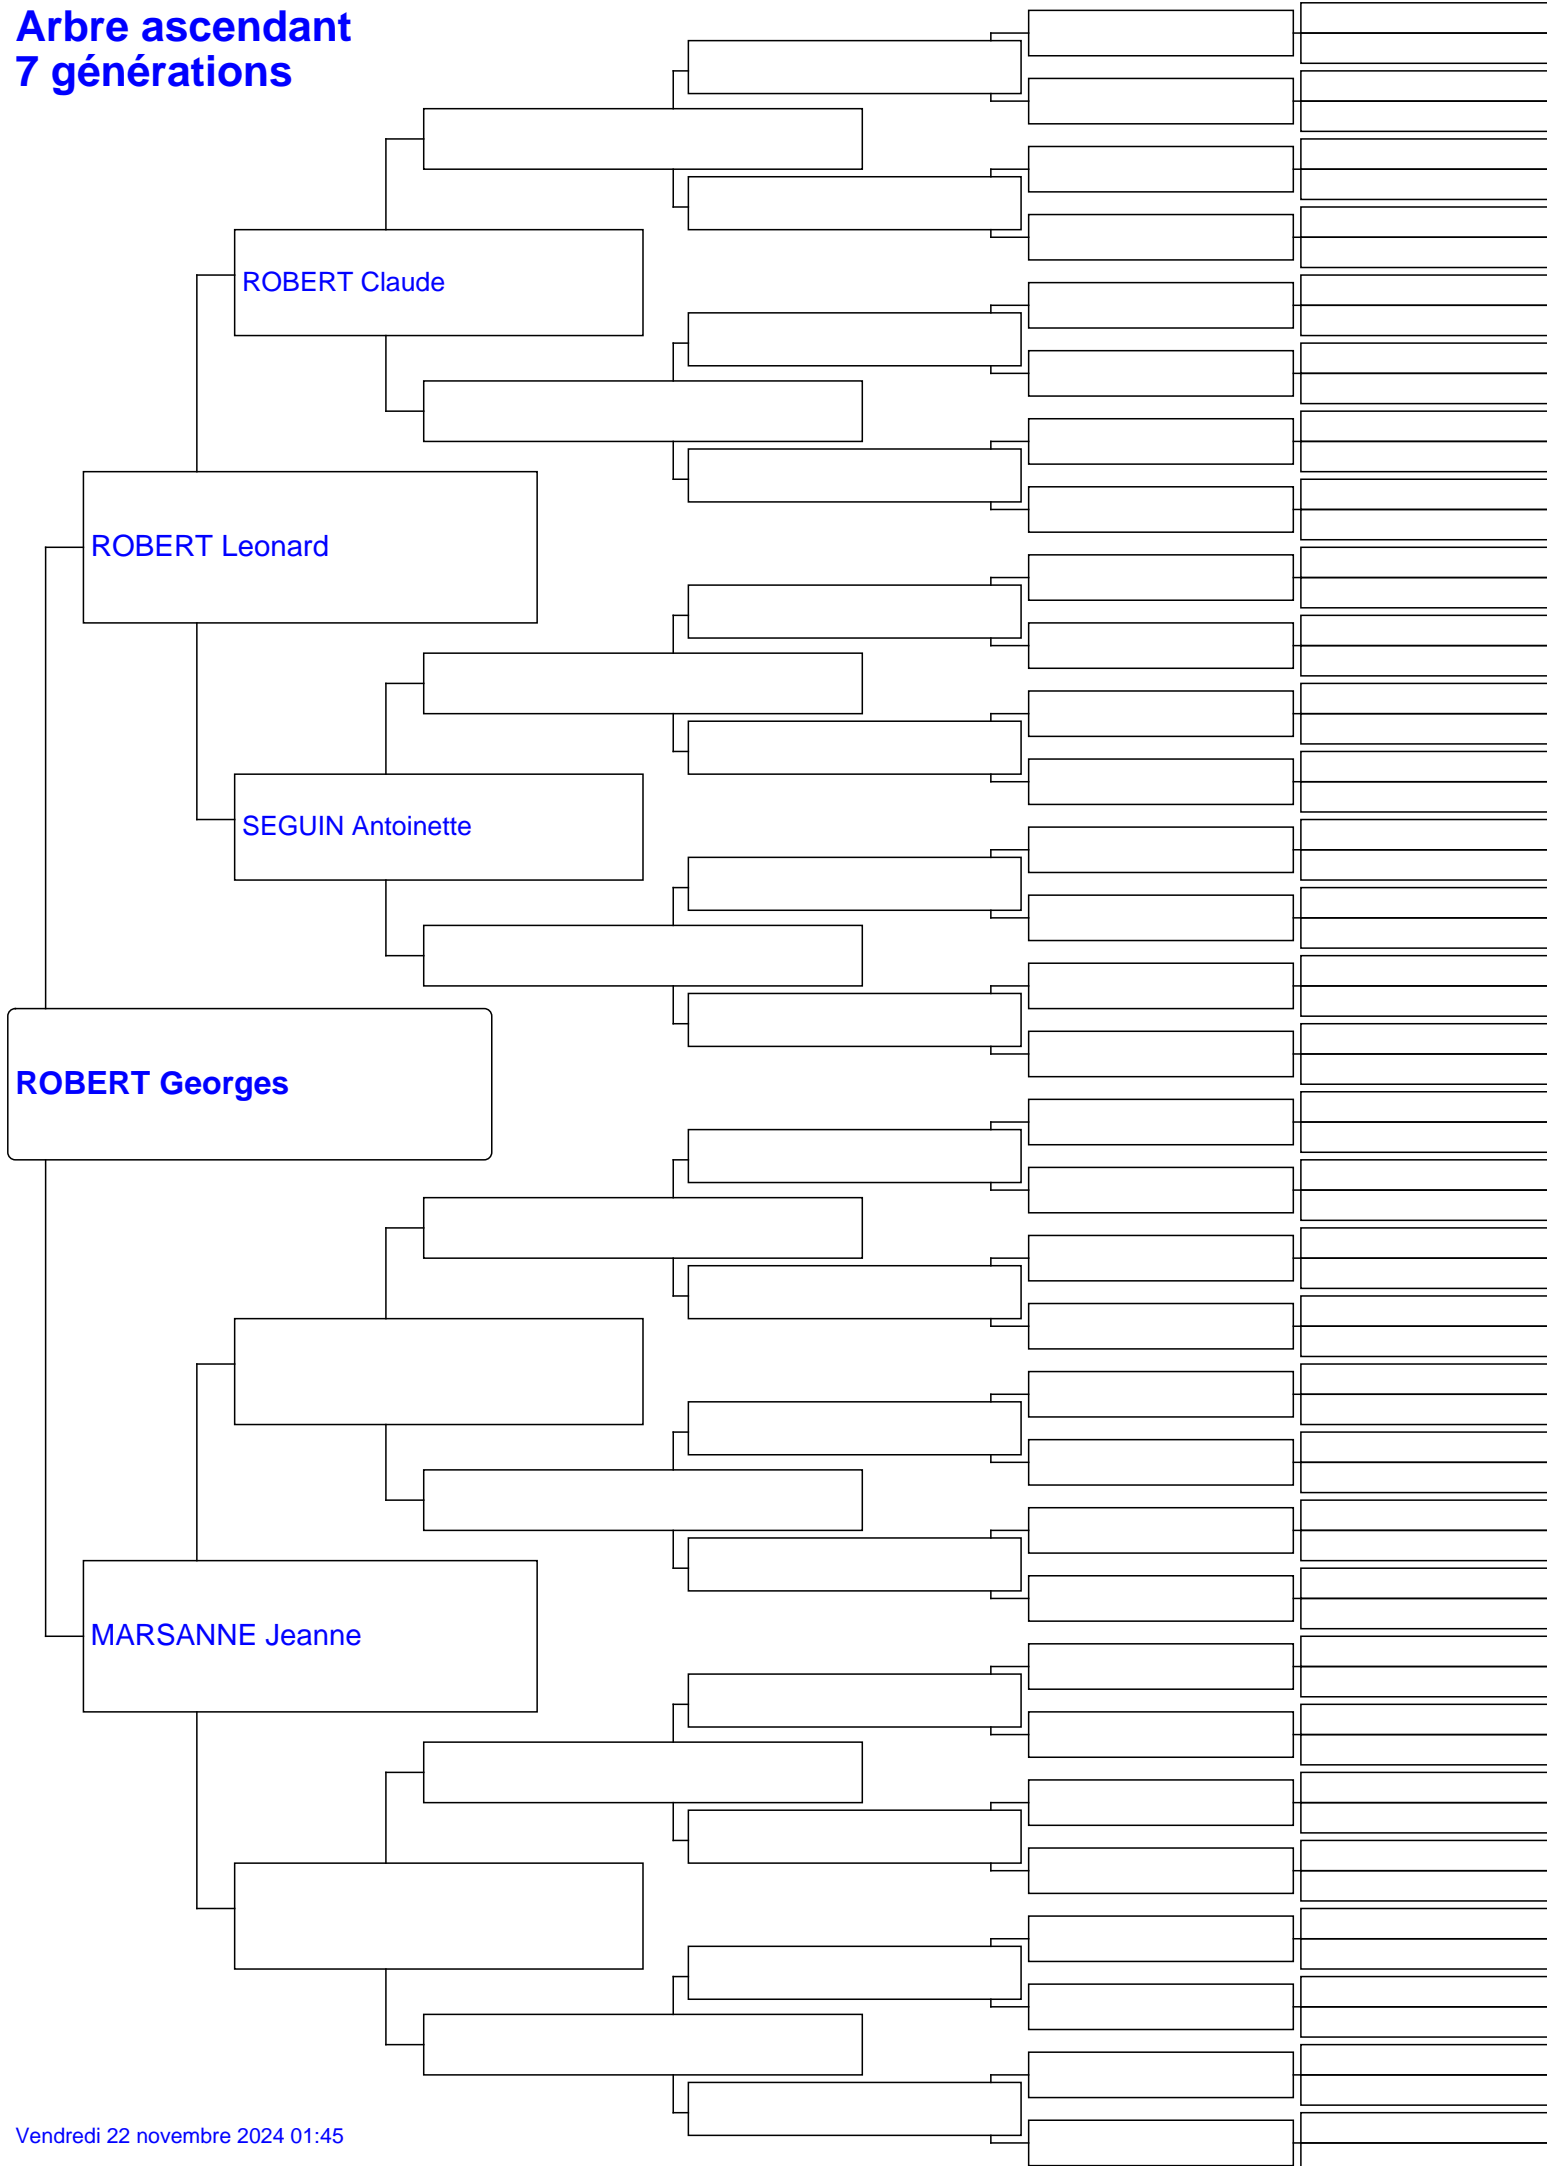 Arbre ascendant
7 générations
ROBERT Claude
ROBERT Leonard
SEGUIN Antoinette
ROBERT Georges
MARSANNE Jeanne
Vendredi 22 novembre 2024 01:45